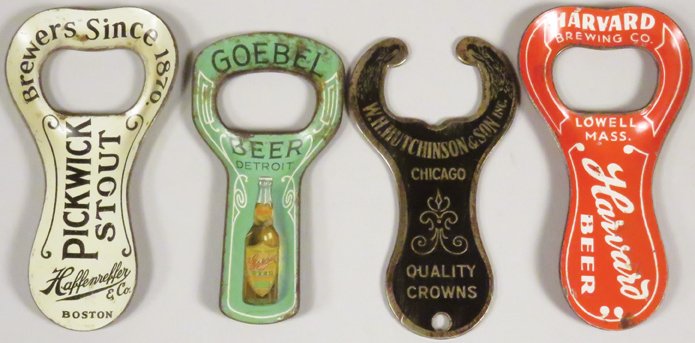 Brewers Since 1870.
PICKWICK
STOUT
Haffenreffer
& Co.
BOSTON
GOEBEL
BEER
DETROIT
Goebel
W.H. HUTCHINSON & SON INC.
CHICAGO
QUALITY
CROWNS
HARVARD
BREWING CO.
LOWELL
MASS.
Harvard
BEER